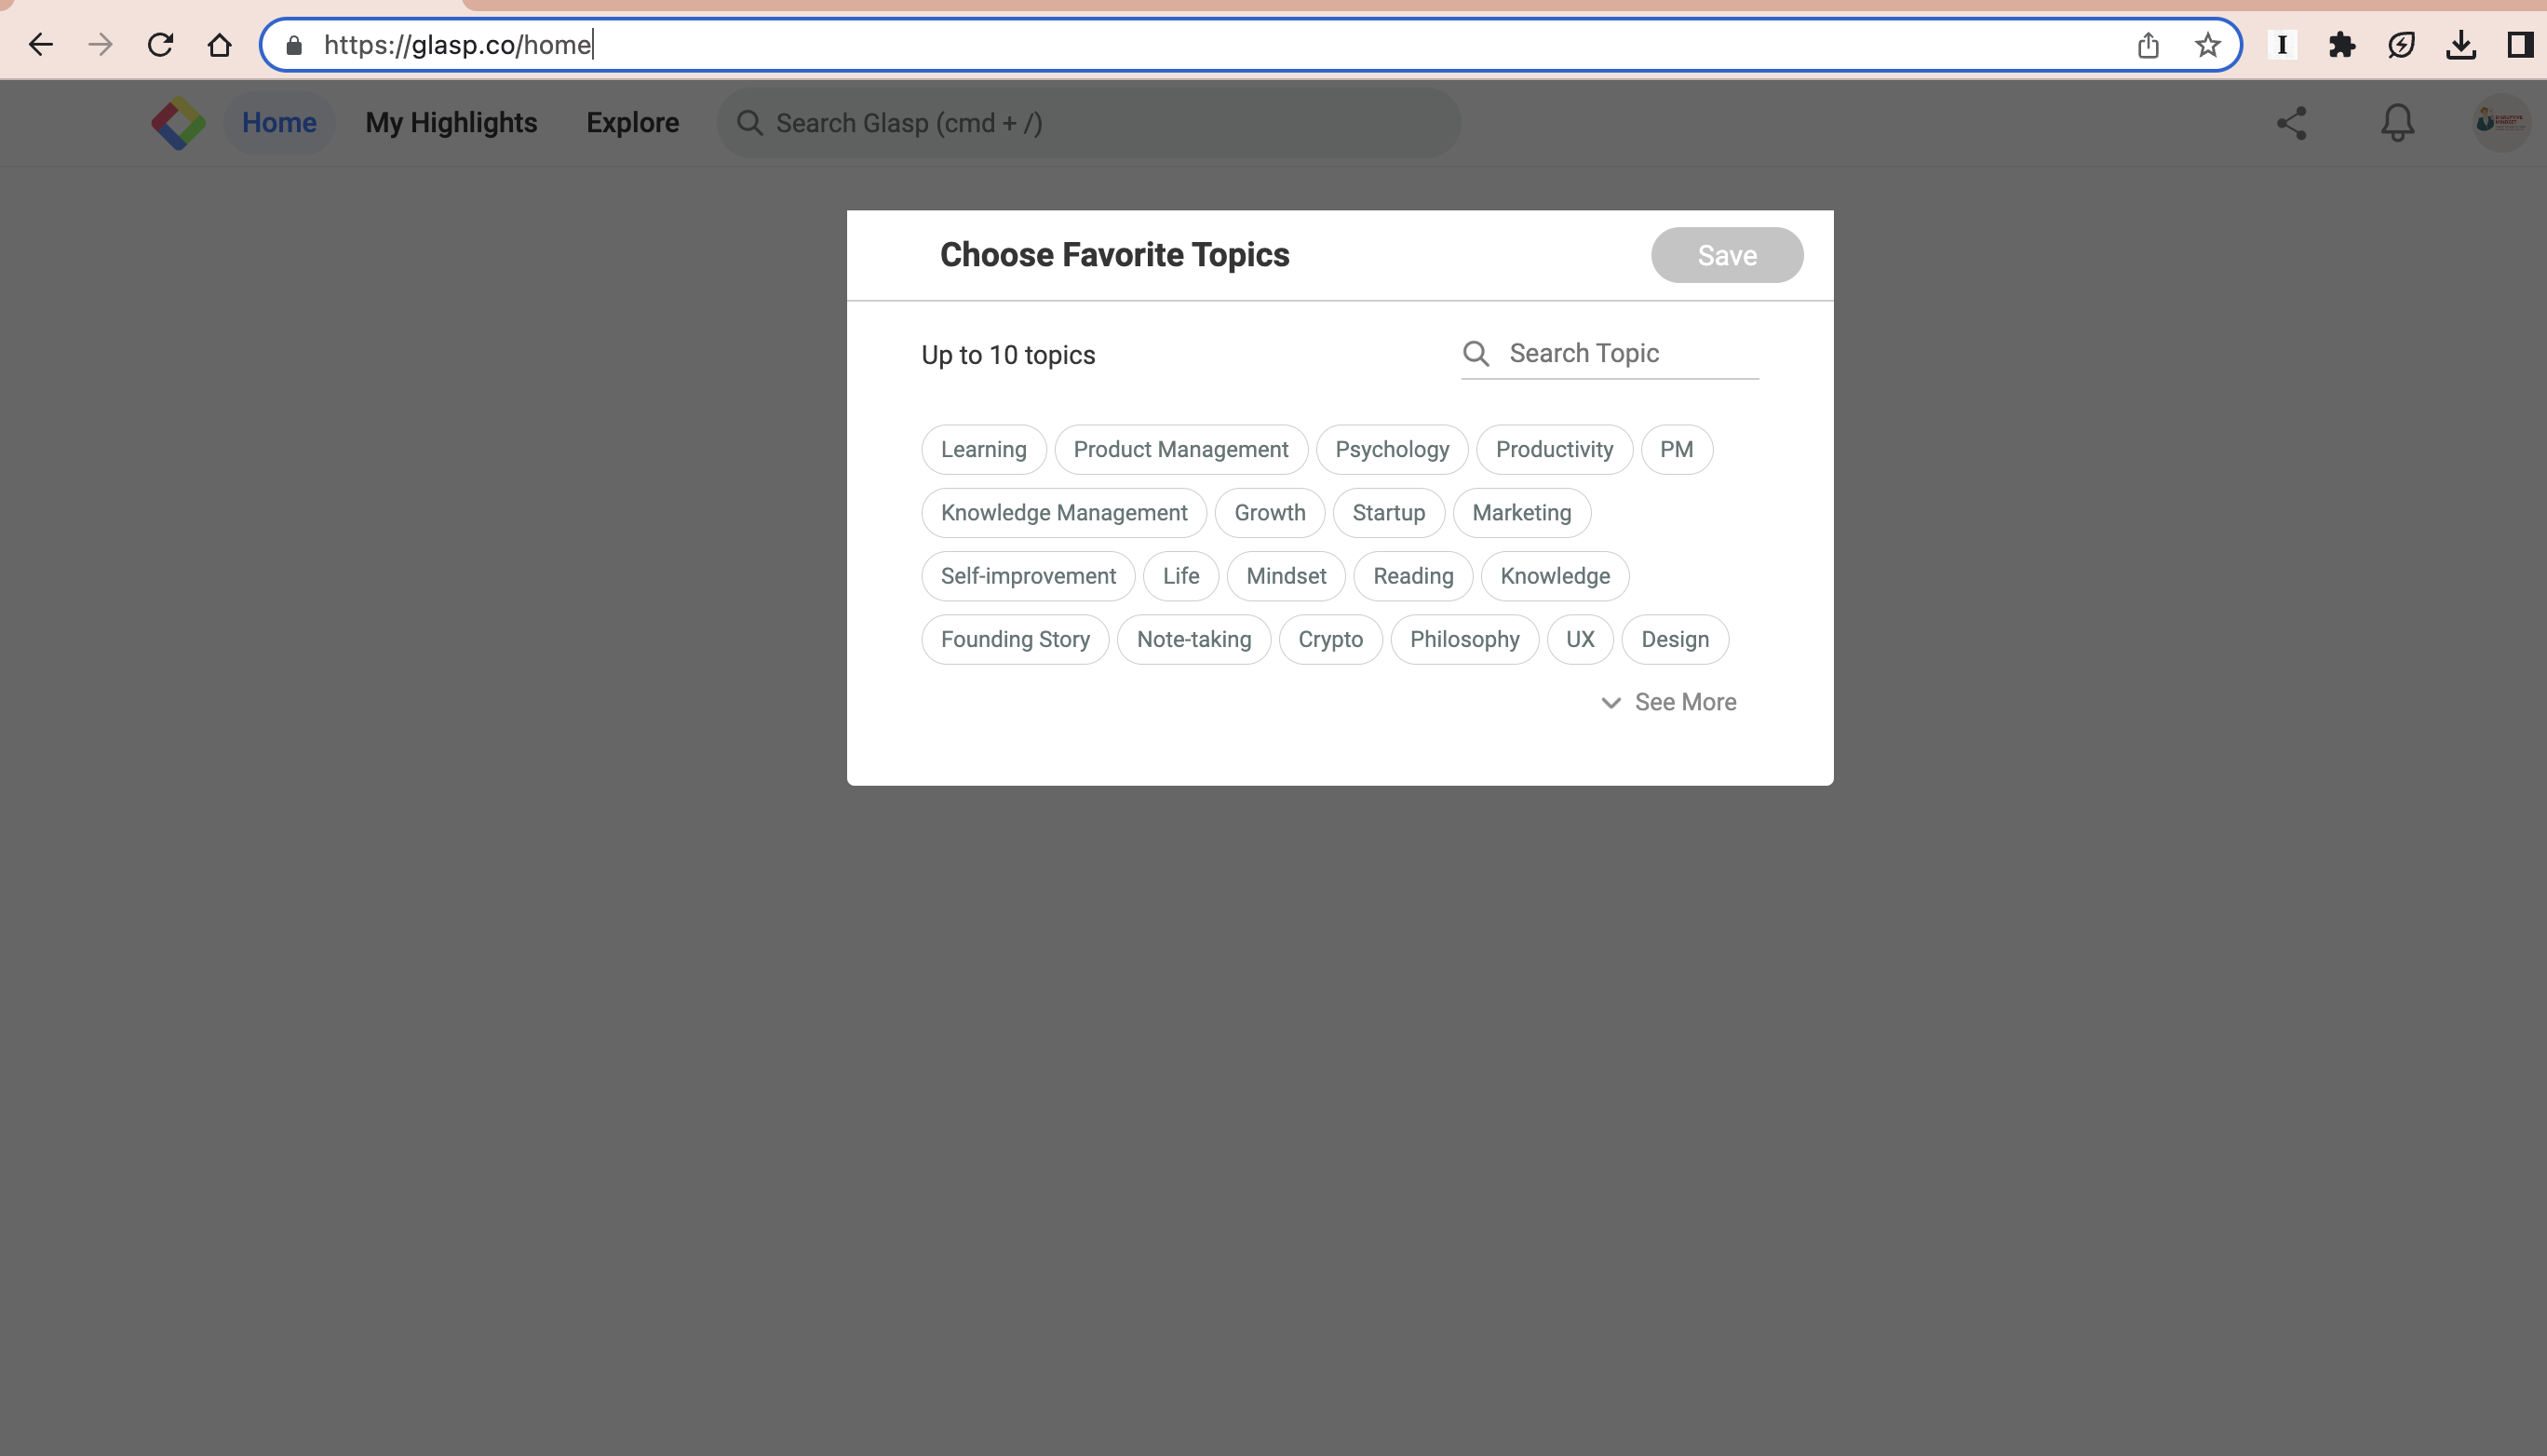 https://glasp.co/home
Home My Highlights Explore Search Glasp (cmd + /)
Choose Favorite Topics Save
Up to 10 topics Search Topic
Learning Product Management Psychology Productivity PM
Knowledge Management Growth Startup Marketing
Self-improvement Life Mindset Reading Knowledge
Founding Story Note-taking Crypto Philosophy UX Design
See More